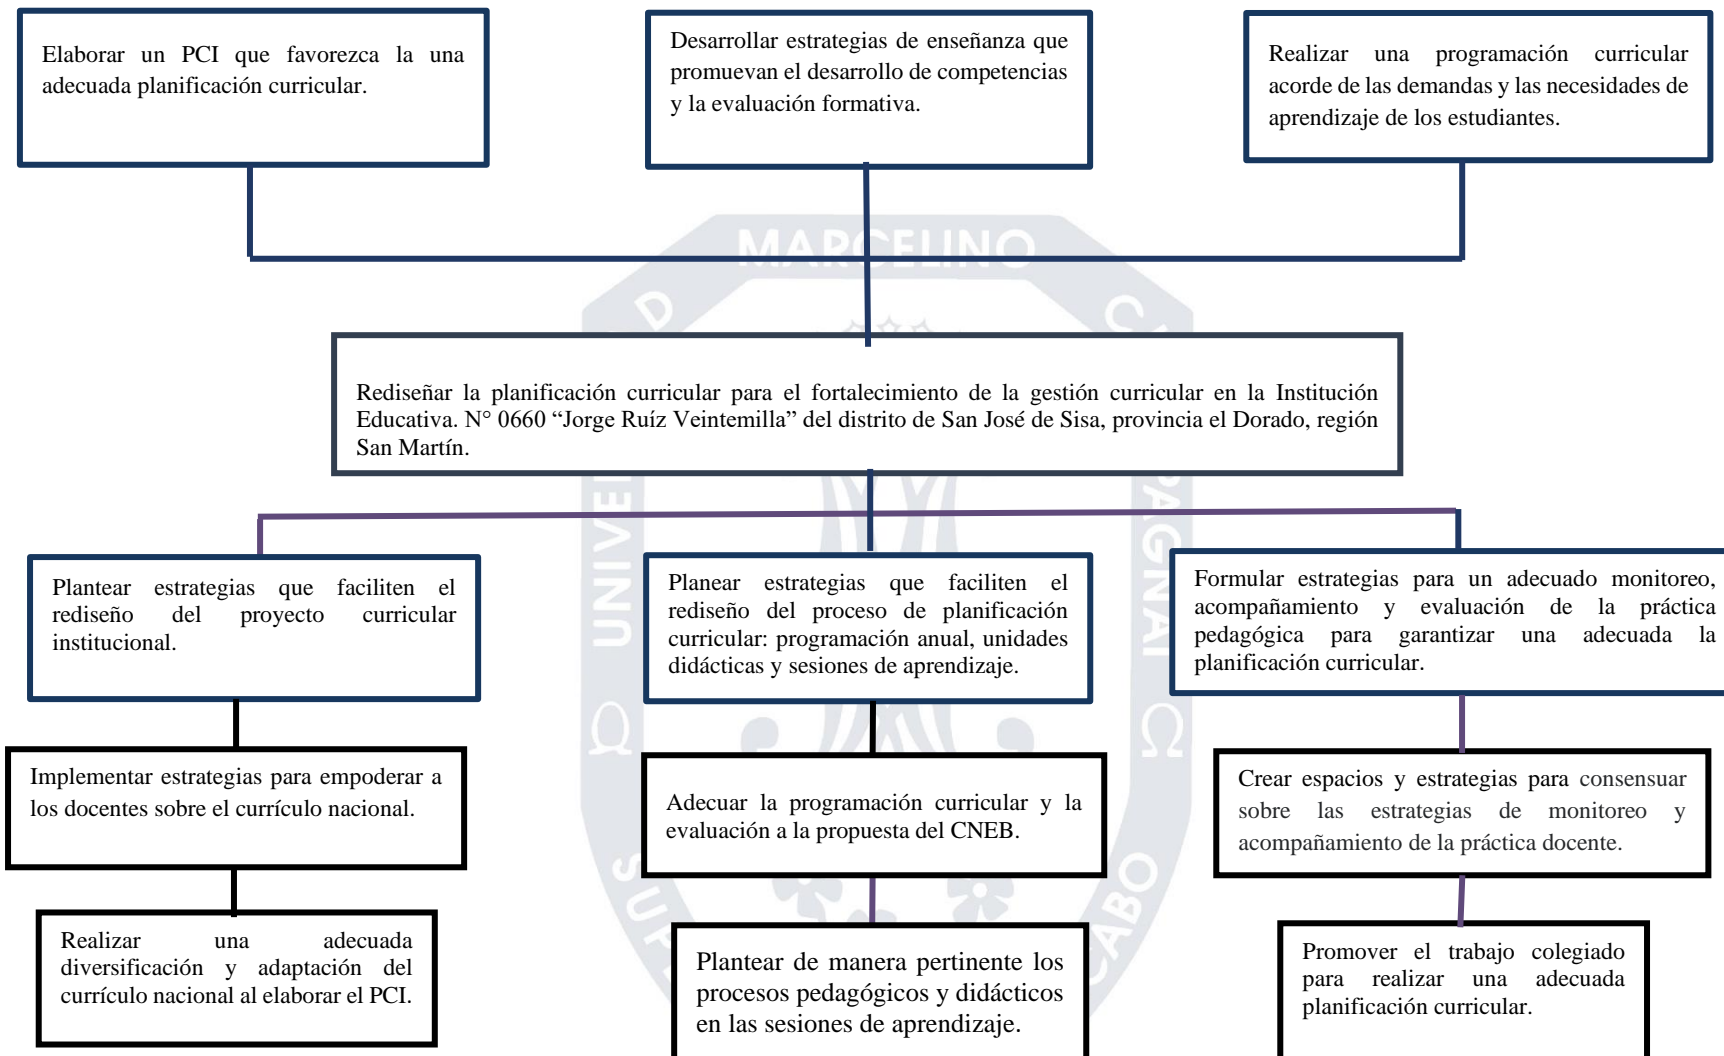 Elaborar un PCI que favorezca la una
adecuada planificación curricular.
Desarrollar estrategias de enseñanza que
promuevan el desarrollo de competencias
y la evaluación formativa.
Realizar una programación curricular
acorde de las demandas y las necesidades de
aprendizaje de los estudiantes.
MARCELINO
Rediseñar la planificación curricular para el fortalecimiento de la gestión curricular en la Institución
Educativa. N° 0660 “Jorge Ruíz Veintemilla” del distrito de San José de Sisa, provincia el Dorado, región
San Martín.
Plantear estrategias que faciliten el
rediseño del proyecto curricular
institucional.
Planear estrategias que faciliten el
rediseño del proceso de planificación
curricular: programación anual, unidades
didácticas y sesiones de aprendizaje.
Formular estrategias para un adecuado monitoreo,
acompañamiento y evaluación de la práctica
pedagógica para garantizar una adecuada la
planificación curricular.
Implementar estrategias para empoderar a
los docentes sobre el currículo nacional.
Adecuar la programación curricular y la
evaluación a la propuesta del CNEB.
Crear espacios y estrategias para consensuar
sobre las estrategias de monitoreo y
acompañamiento de la práctica docente.
Realizar una adecuada
diversificación y adaptación del
currículo nacional al elaborar el PCI.
Plantear de manera pertinente los
procesos pedagógicos y didácticos
en las sesiones de aprendizaje.
Promover el trabajo colegiado
para realizar una adecuada
planificación curricular.